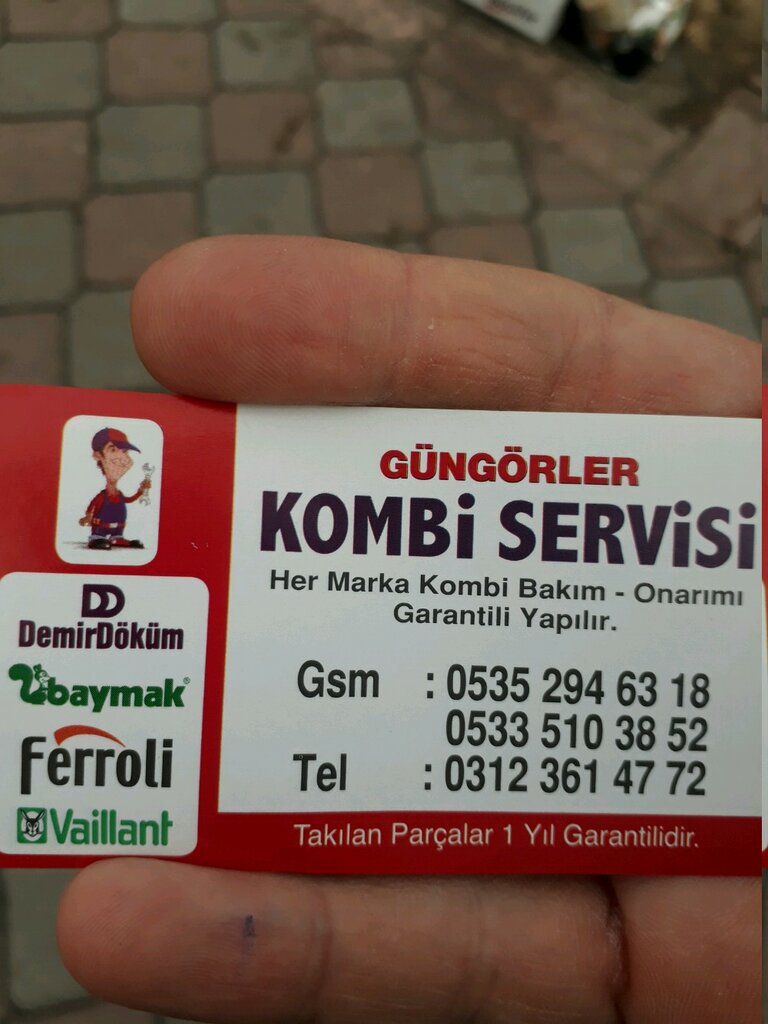 GÜNGÖRLER
KOMBi SERViSi
Her Marka Kombi Bakım - Onarımı
Garantili Yapılır.
Gsm : 0535 294 63 18
0533 510 38 52
Tel : 0312 361 47 72
Takılan Parçalar 1 Yıl Garantilidir.
DD
DemirDöküm
baymak®
Ferroli
Vaillant